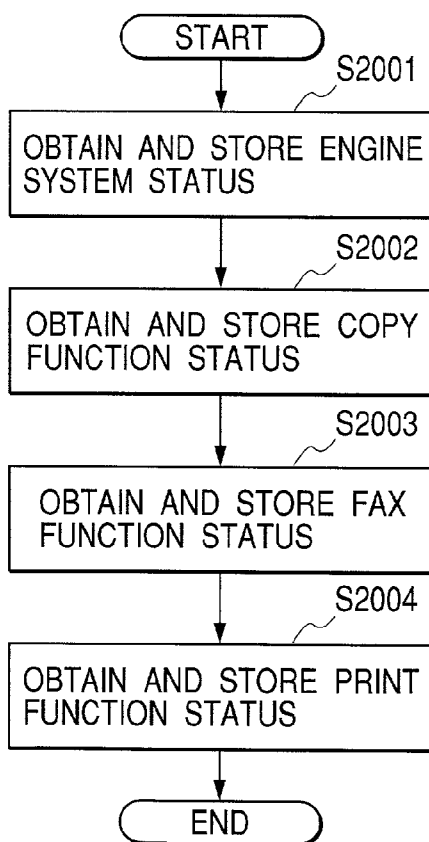 START
S2001
OBTAIN AND STORE ENGINE
SYSTEM STATUS
S2002
OBTAIN AND STORE COPY
FUNCTION STATUS
S2003
OBTAIN AND STORE FAX
FUNCTION STATUS
S2004
OBTAIN AND STORE PRINT
FUNCTION STATUS
END